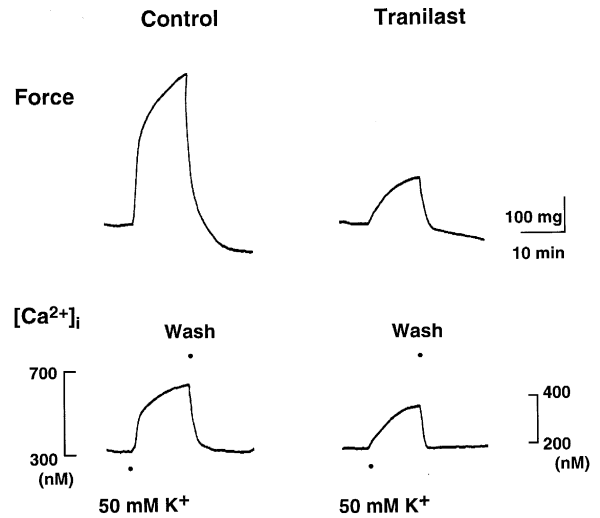 Control Tranilast
Force
100 mg
10 min
[Ca²⁺]i
Wash Wash
700
400
300
200
(nM)
(nM)
50 mM K⁺ 50 mM K⁺